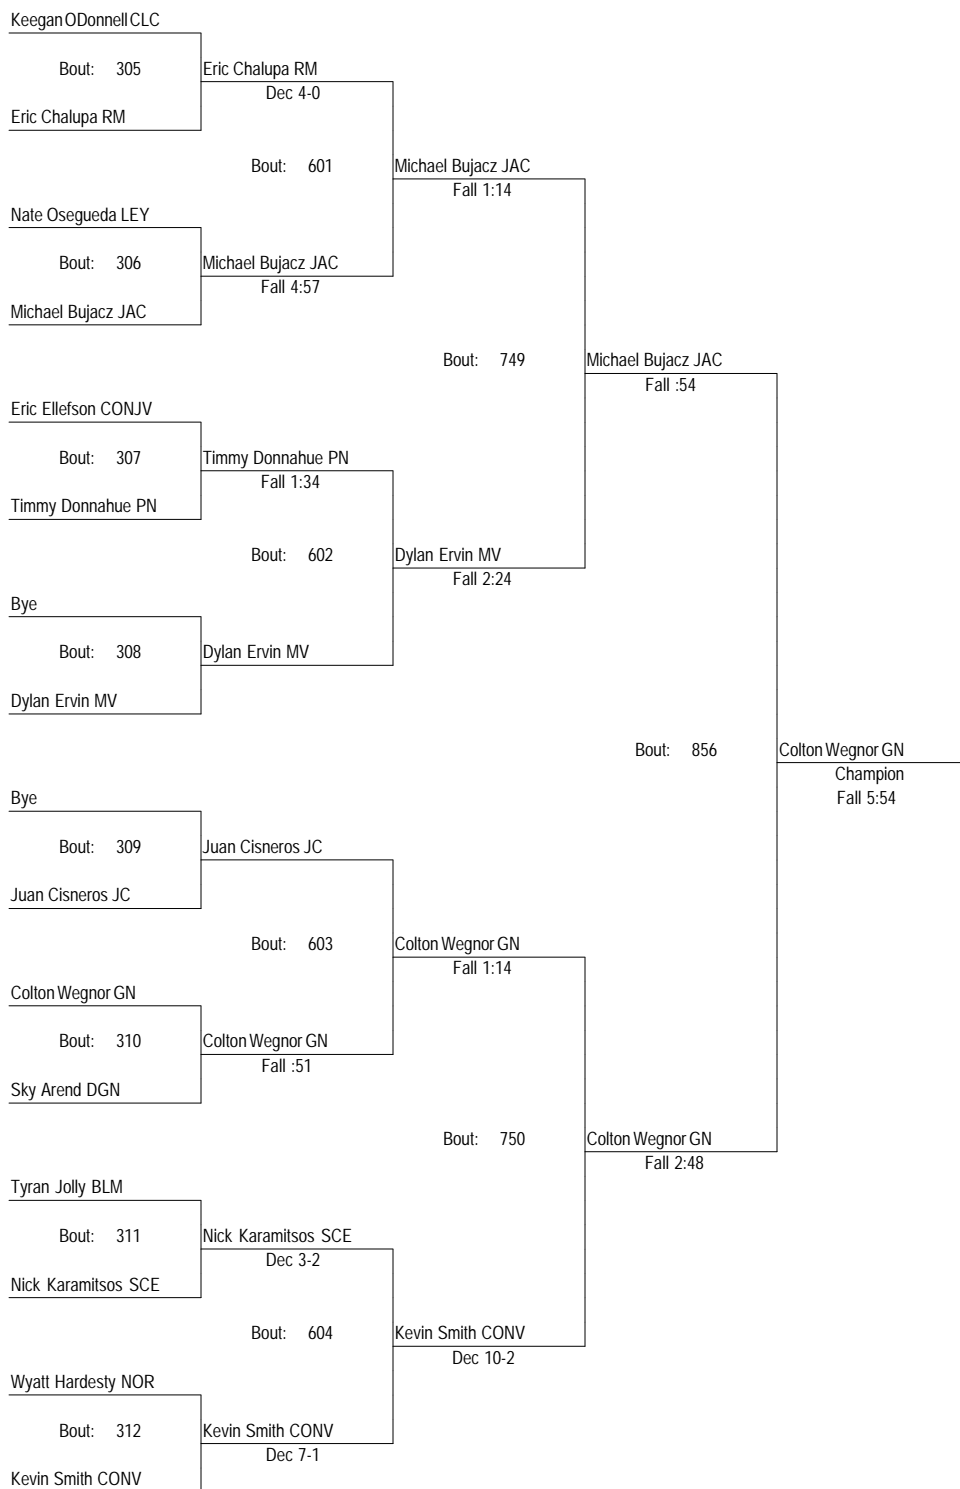 Keegan ODonnell CLC
Bout: 305
Eric Chalupa RM
Dec 4-0
Eric Chalupa RM
Bout: 601
Michael Bujacz JAC
Fall 1:14
Nate Osegueda LEY
Bout: 306
Michael Bujacz JAC
Fall 4:57
Michael Bujacz JAC
Bout: 749
Michael Bujacz JAC
Fall :54
Eric Ellefson CONJV
Bout: 307
Timmy Donnahue PN
Fall 1:34
Timmy Donnahue PN
Bout: 602
Dylan Ervin MV
Fall 2:24
Bye
Bout: 308
Dylan Ervin MV
Dylan Ervin MV
Bout: 856
Colton Wegnor GN
Champion
Fall 5:54
Bye
Bout: 309
Juan Cisneros JC
Juan Cisneros JC
Bout: 603
Colton Wegnor GN
Fall 1:14
Colton Wegnor GN
Bout: 310
Colton Wegnor GN
Fall :51
Sky Arend DGN
Bout: 750
Colton Wegnor GN
Fall 2:48
Tyran Jolly BLM
Bout: 311
Nick Karamitsos SCE
Dec 3-2
Nick Karamitsos SCE
Bout: 604
Kevin Smith CONV
Dec 10-2
Wyatt Hardesty NOR
Bout: 312
Kevin Smith CONV
Dec 7-1
Kevin Smith CONV